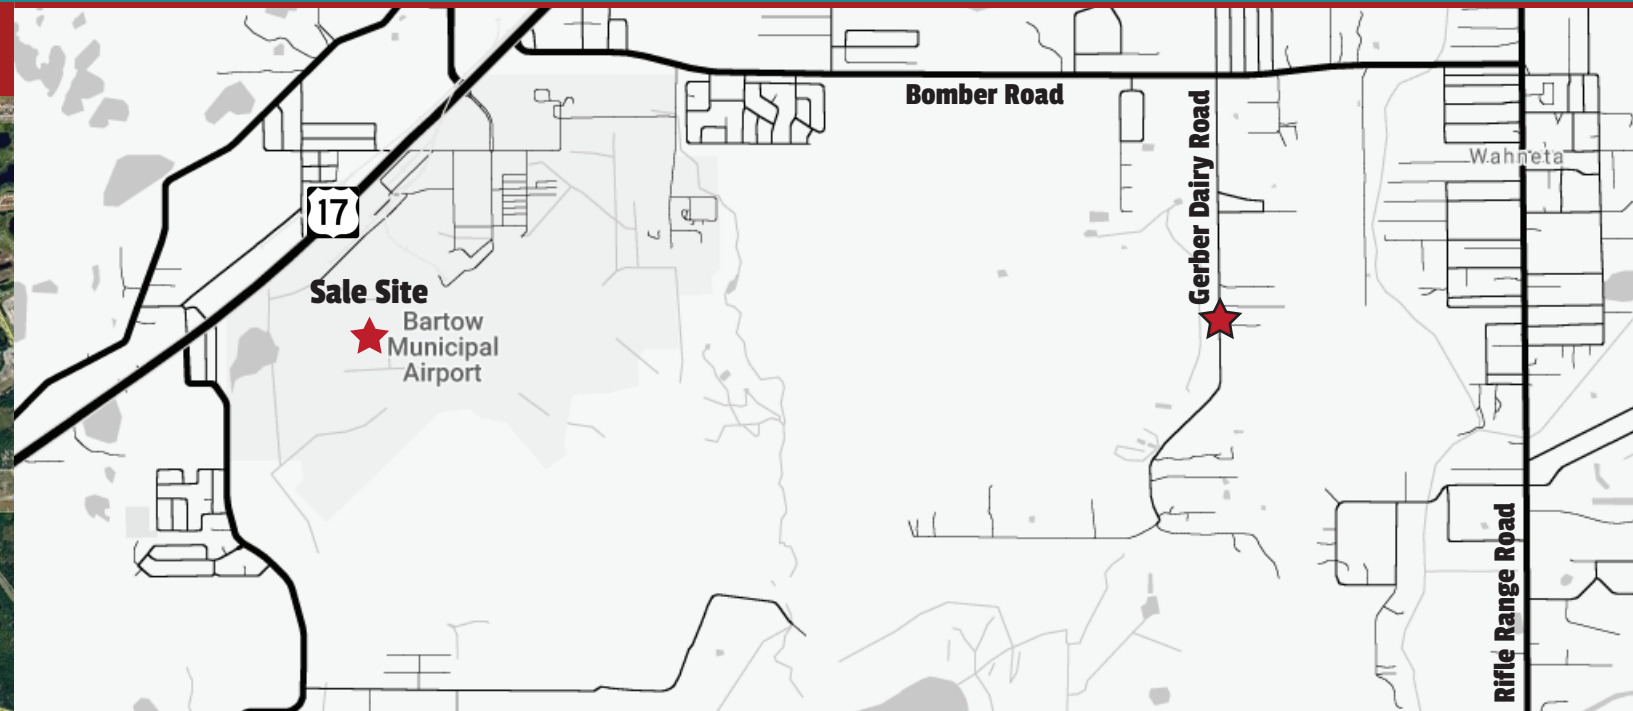 Bomber Road
Gerber Dairy Road
Wahneta
17
Sale Site
Bartow
Municipal
Airport
Rifle Range Road